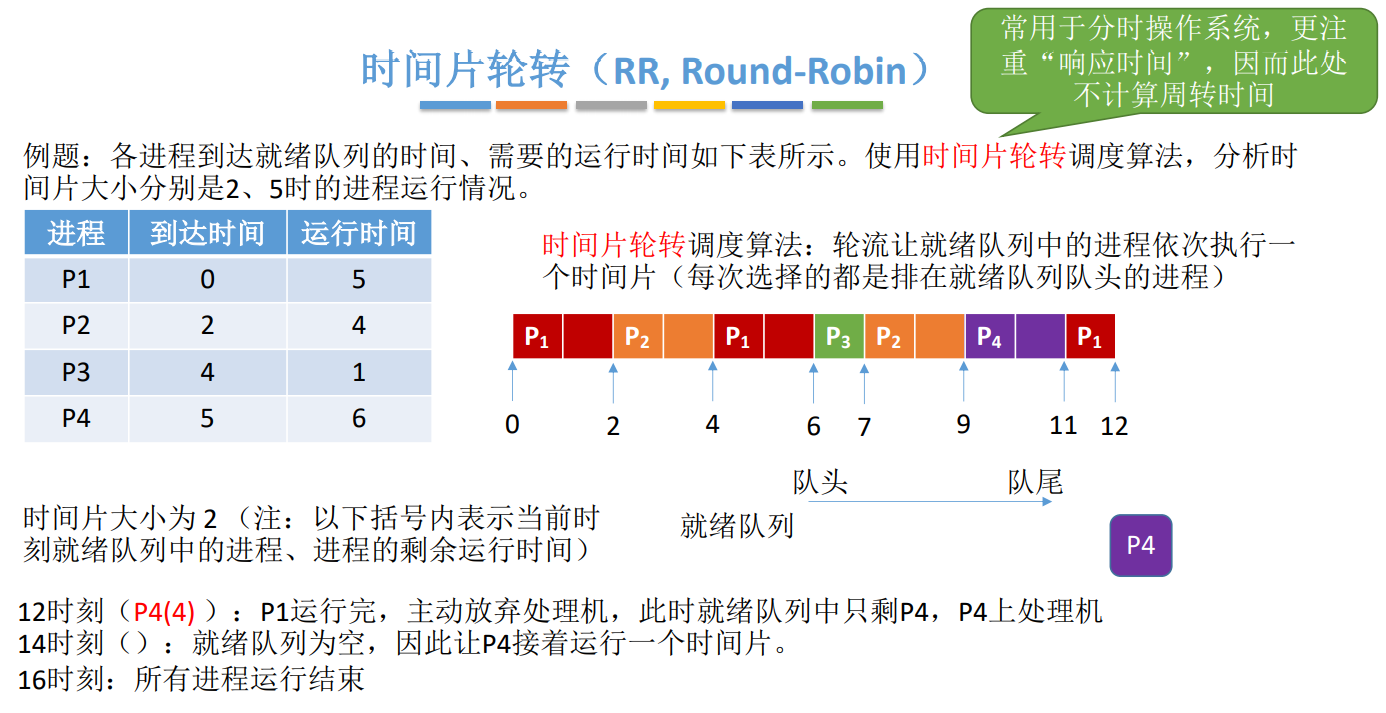 常用于分时操作系统，更注
重“响应时间”，因而此处
不计算周转时间
时间片轮转（RR, Round-Robin）
例题：各进程到达就绪队列的时间、需要的运行时间如下表所示。使用时间片轮转调度算法，分析时
间片大小分别是2、5时的进程运行情况。
进程 到达时间 运行时间
P1 0 5
P2 2 4
P3 4 1
P4 5 6
时间片轮转调度算法：轮流让就绪队列中的进程依次执行一
个时间片（每次选择的都是排在就绪队列队头的进程）
P1 P2 P1 P3 P2 P4 P1
0 2 4 6 7 9 11 12
队头 队尾
就绪队列
P4
时间片大小为 2 （注：以下括号内表示当前时
刻就绪队列中的进程、进程的剩余运行时间）
12时刻（P4(4) ）：P1运行完，主动放弃处理机，此时就绪队列中只剩P4，P4上处理机
14时刻（）：就绪队列为空，因此让P4接着运行一个时间片。
16时刻：所有进程运行结束